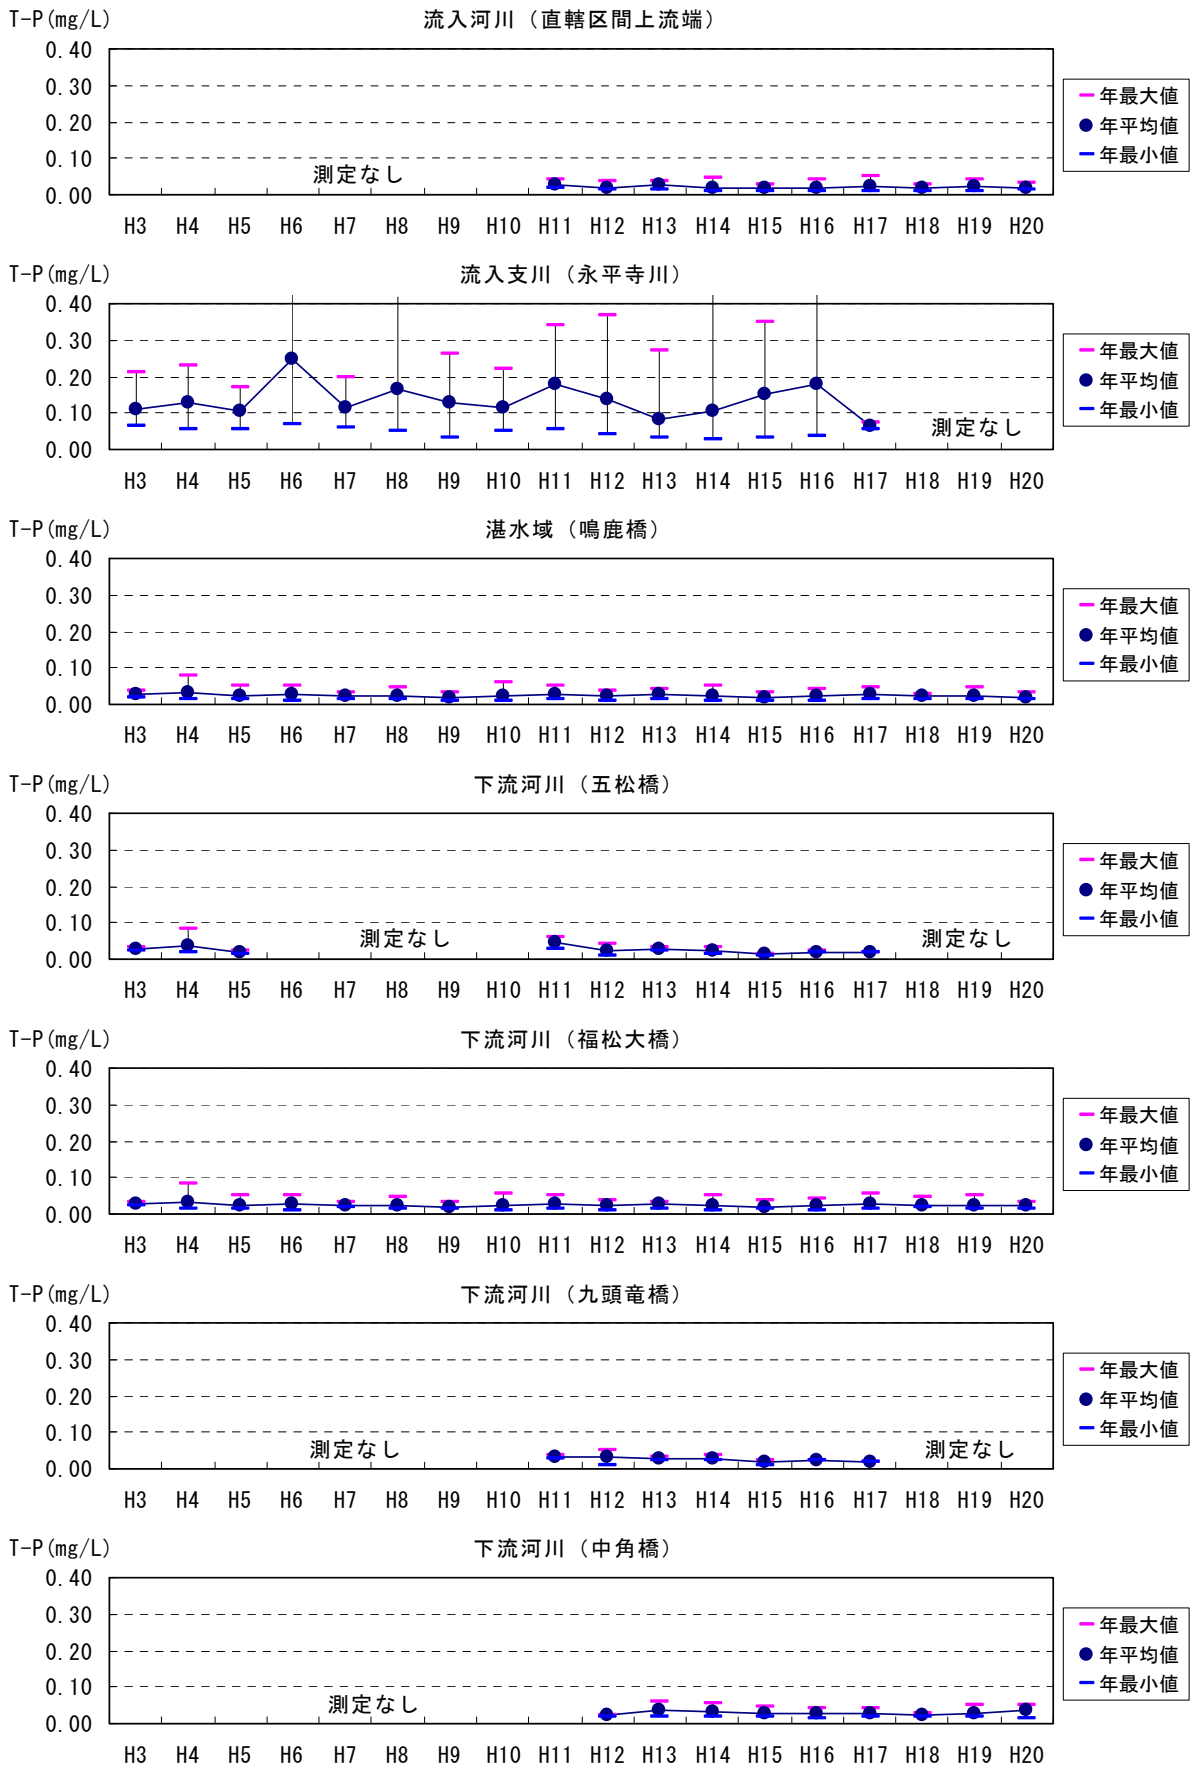 T-P(mg/L) 流入河川（直轄区間上流端）
0.40
0.30
0.20
0.10
0.00
測定なし
H3 H4 H5 H6 H7 H8 H9 H10 H11 H12 H13 H14 H15 H16 H17 H18 H19 H20
年最大値
年平均値
年最小値
T-P(mg/L) 流入支川（永平寺川）
0.40
0.30
0.20
0.10
0.00
測定なし
H3 H4 H5 H6 H7 H8 H9 H10 H11 H12 H13 H14 H15 H16 H17 H18 H19 H20
年最大値
年平均値
年最小値
T-P(mg/L) 湛水域（鳴鹿橋）
0.40
0.30
0.20
0.10
0.00
H3 H4 H5 H6 H7 H8 H9 H10 H11 H12 H13 H14 H15 H16 H17 H18 H19 H20
年最大値
年平均値
年最小値
T-P(mg/L) 下流河川（五松橋）
0.40
0.30
0.20
0.10
0.00
測定なし 測定なし
H3 H4 H5 H6 H7 H8 H9 H10 H11 H12 H13 H14 H15 H16 H17 H18 H19 H20
年最大値
年平均値
年最小値
T-P(mg/L) 下流河川（福松大橋）
0.40
0.30
0.20
0.10
0.00
H3 H4 H5 H6 H7 H8 H9 H10 H11 H12 H13 H14 H15 H16 H17 H18 H19 H20
年最大値
年平均値
年最小値
T-P(mg/L) 下流河川（九頭竜橋）
0.40
0.30
0.20
0.10
0.00
測定なし 測定なし
H3 H4 H5 H6 H7 H8 H9 H10 H11 H12 H13 H14 H15 H16 H17 H18 H19 H20
年最大値
年平均値
年最小値
T-P(mg/L) 下流河川（中角橋）
0.40
0.30
0.20
0.10
0.00
測定なし
H3 H4 H5 H6 H7 H8 H9 H10 H11 H12 H13 H14 H15 H16 H17 H18 H19 H20
年最大値
年平均値
年最小値